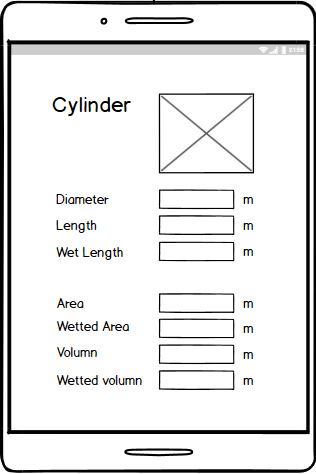 Cylinder
Diameter m
Length m
Wet Length m
Area m
Wetted Area m
Volumn m
Wetted volumn m